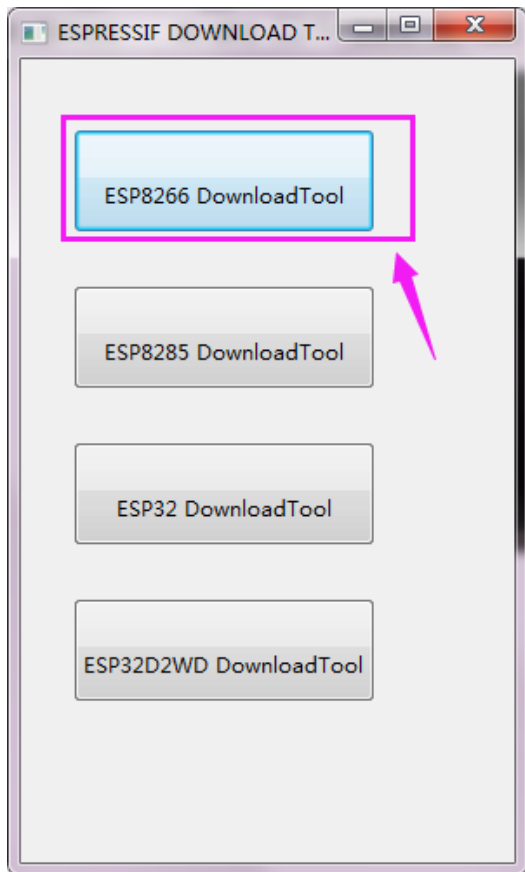 ESPRESSIF DOWNLOAD T...
ESP8266 DownloadTool
ESP8285 DownloadTool
ESP32 DownloadTool
ESP32D2WD DownloadTool